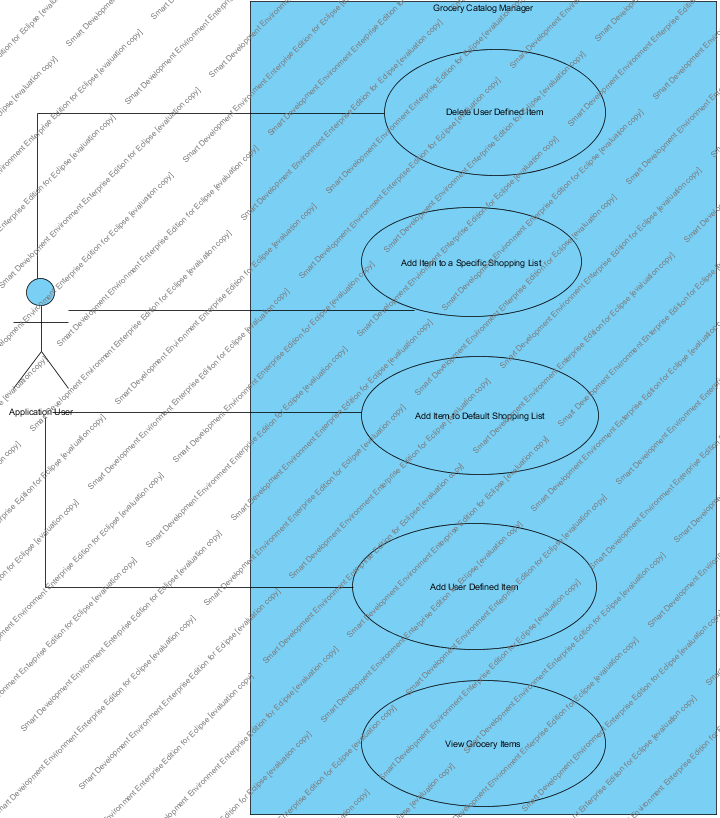 Grocery Catalog Manager
Delete User Defined Item
Add Item to a Specific Shopping List
Application User
Add Item to Default Shopping List
Add User Defined Item
View Grocery Items
Smart Development Environment Enterprise Edition for Eclipse [evaluation copy]